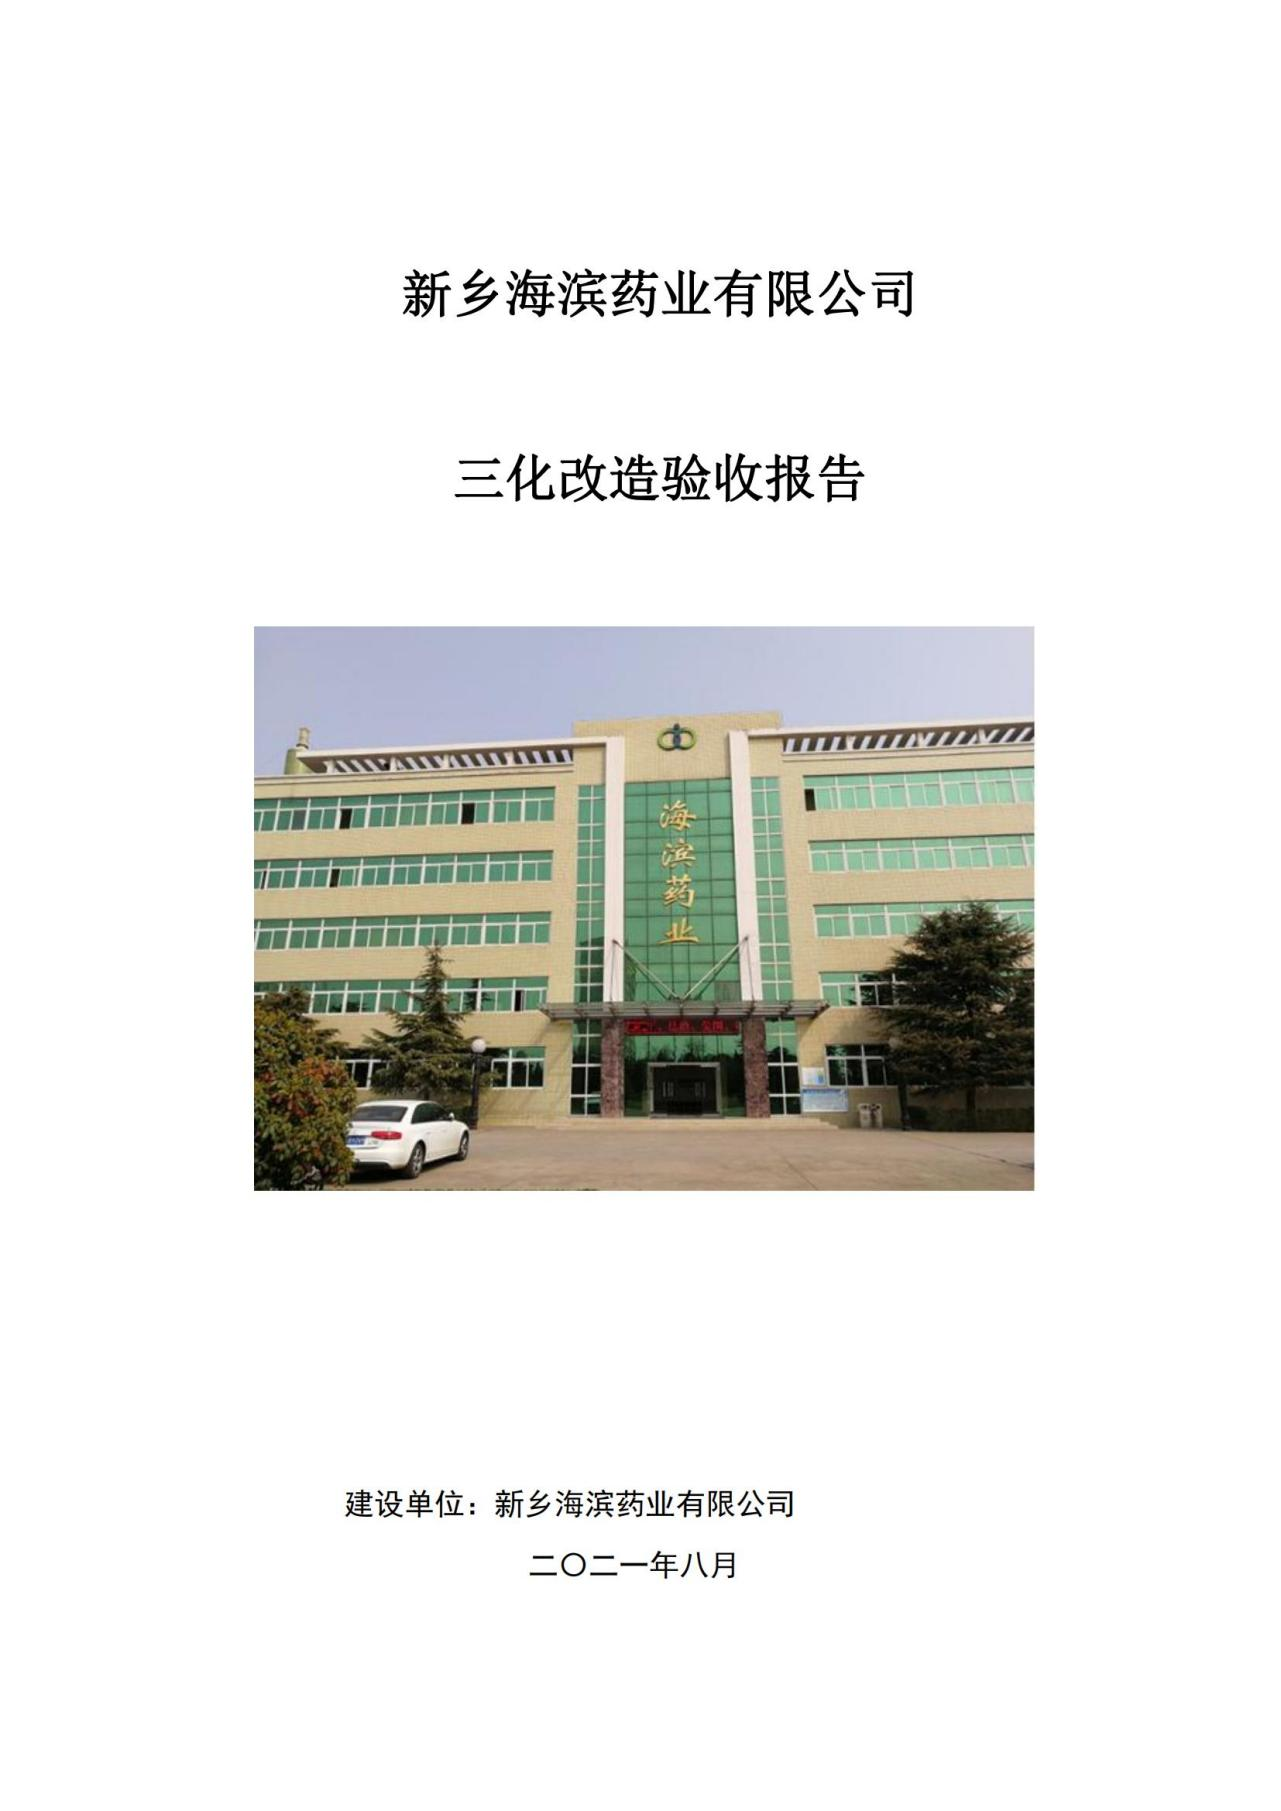 新乡海滨药业有限公司
三化改造验收报告
海滨药业
建设单位：新乡海滨药业有限公司
二〇二一年八月